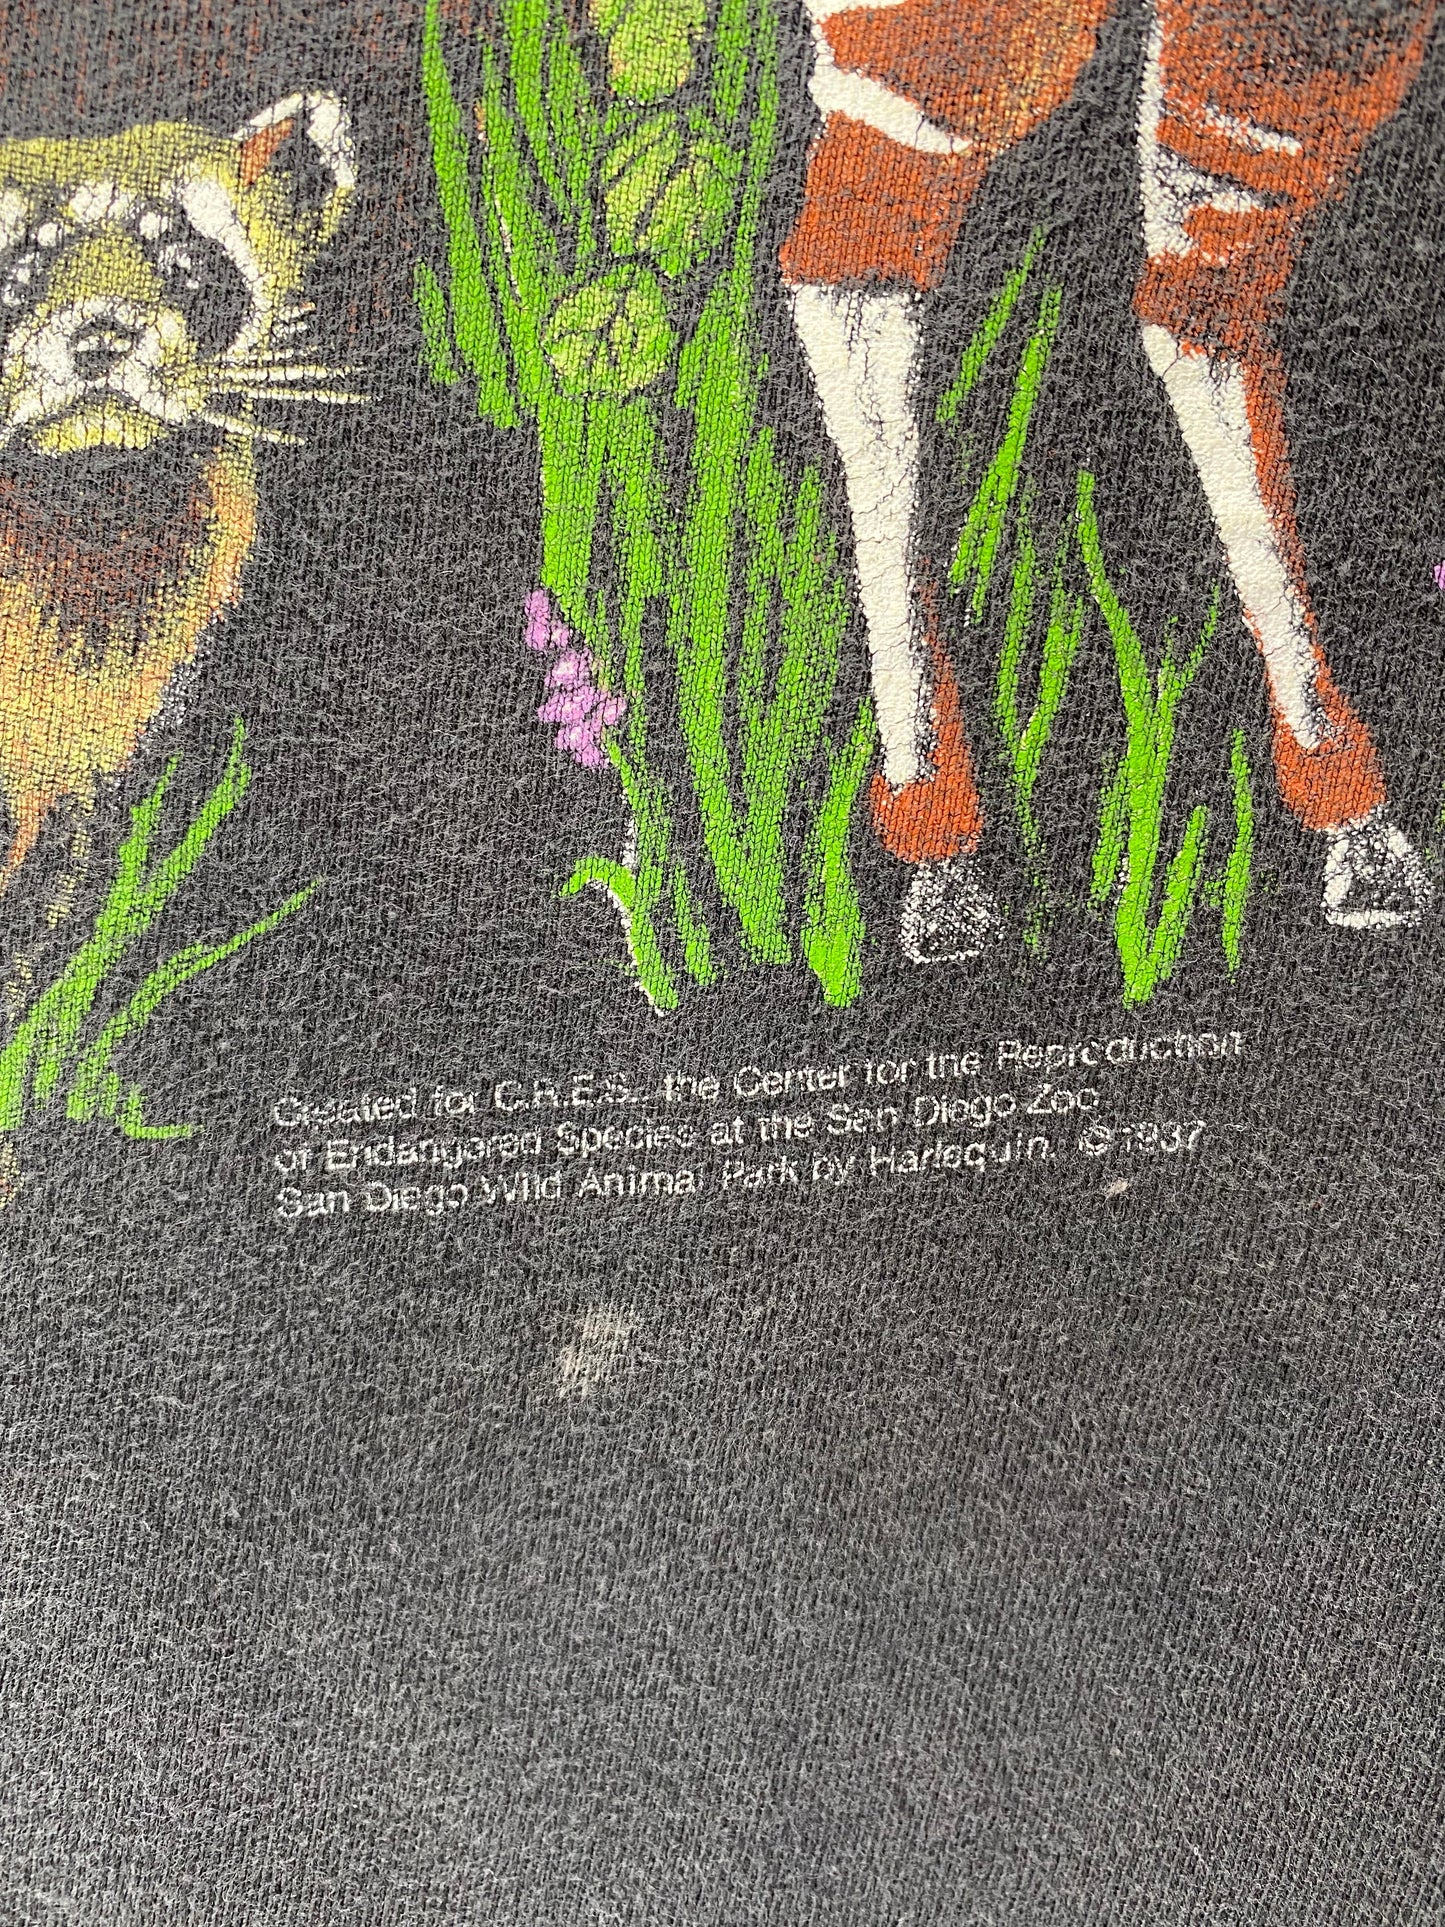 Created for C.R.E.S., the Center for the Reproduction
of Endangered Species at the San Diego Zoo
San Diego Wild Animal Park by Harlequin. ©1987